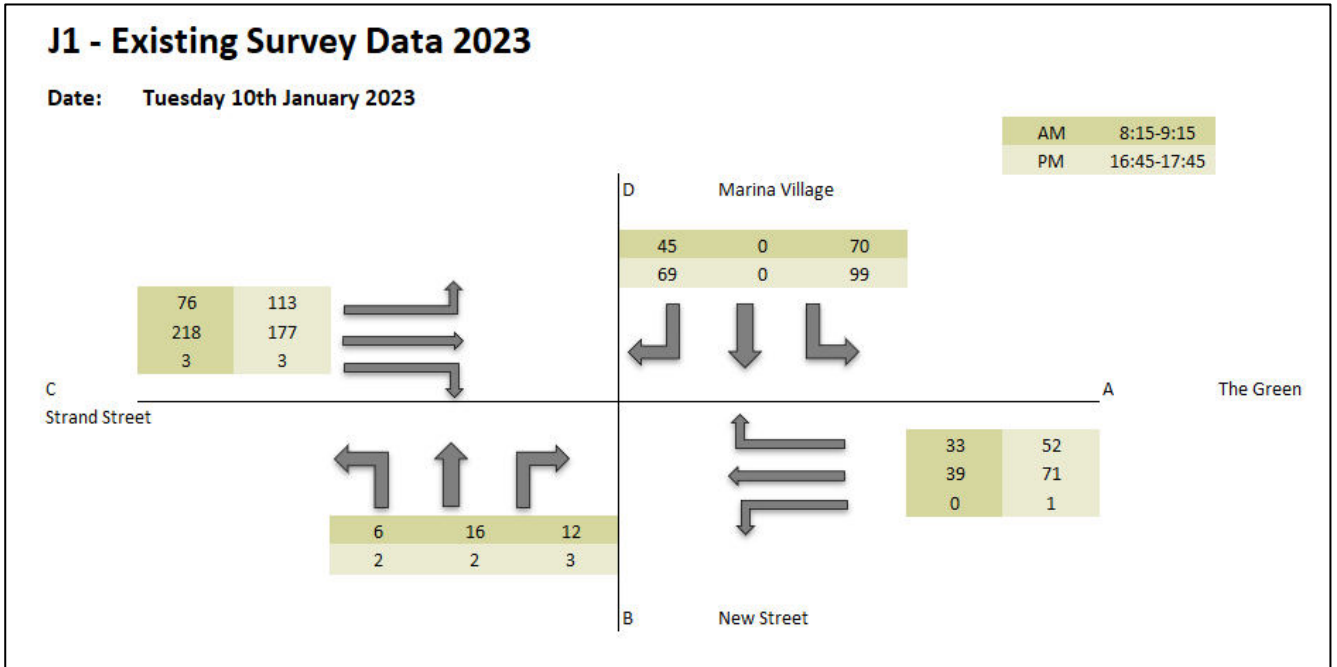 J1 - Existing Survey Data 2023
Date: Tuesday 10th January 2023
AM 8:15-9:15
PM 16:45-17:45
D Marina Village
45 0 70
69 0 99
76 113
218 177
3 3
C
Strand Street
A The Green
33 52
39 71
0 1
6 16 12
2 2 3
B New Street